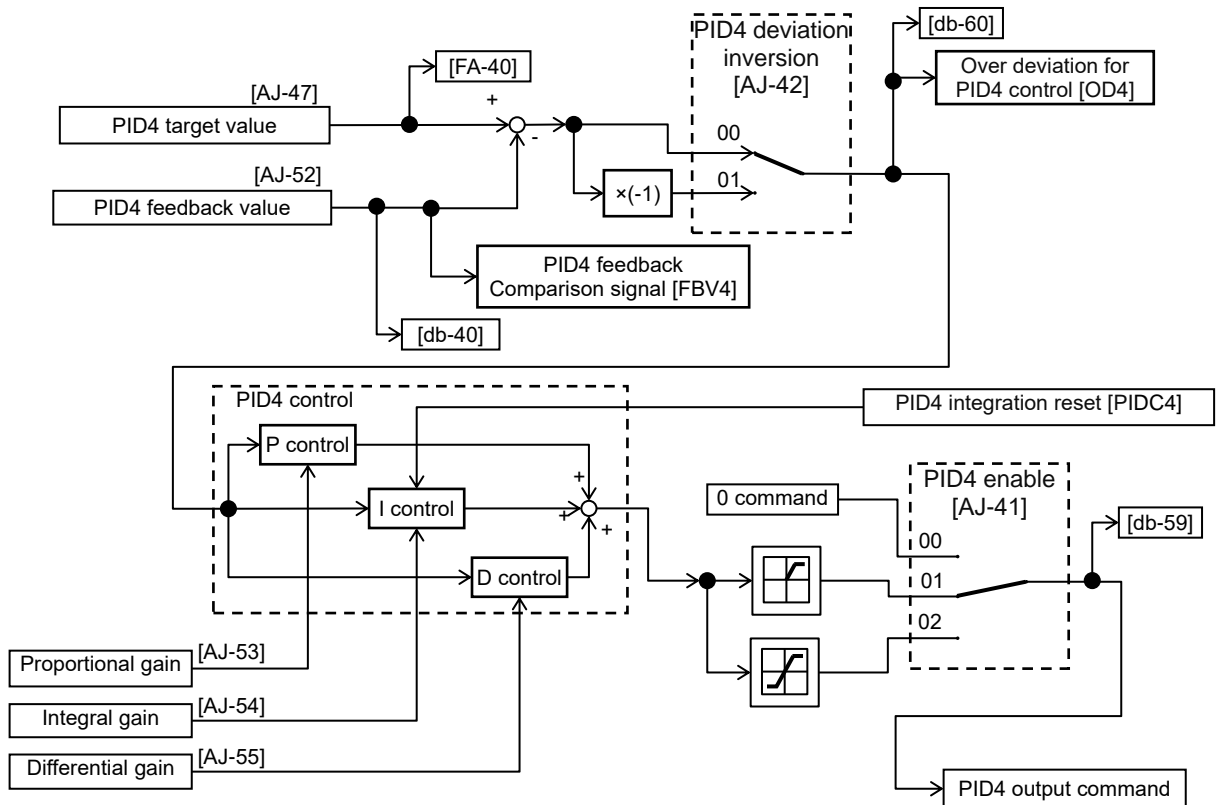 [db-60]
PID4 deviation
inversion
[AJ-42]
[FA-40]
Over deviation for
PID4 control [OD4]
[AJ-47]
+
PID4 target value
-
00
[AJ-52]
01
×(-1)
PID4 feedback value
PID4 feedback
Comparison signal [FBV4]
[db-40]
PID4 control
PID4 integration reset [PIDC4]
P control
+
PID4 enable
[AJ-41]
0 command
I control
+
+
[db-59]
00
D control
01
02
Proportional gain
[AJ-53]
Integral gain
[AJ-54]
Differential gain
[AJ-55]
PID4 output command